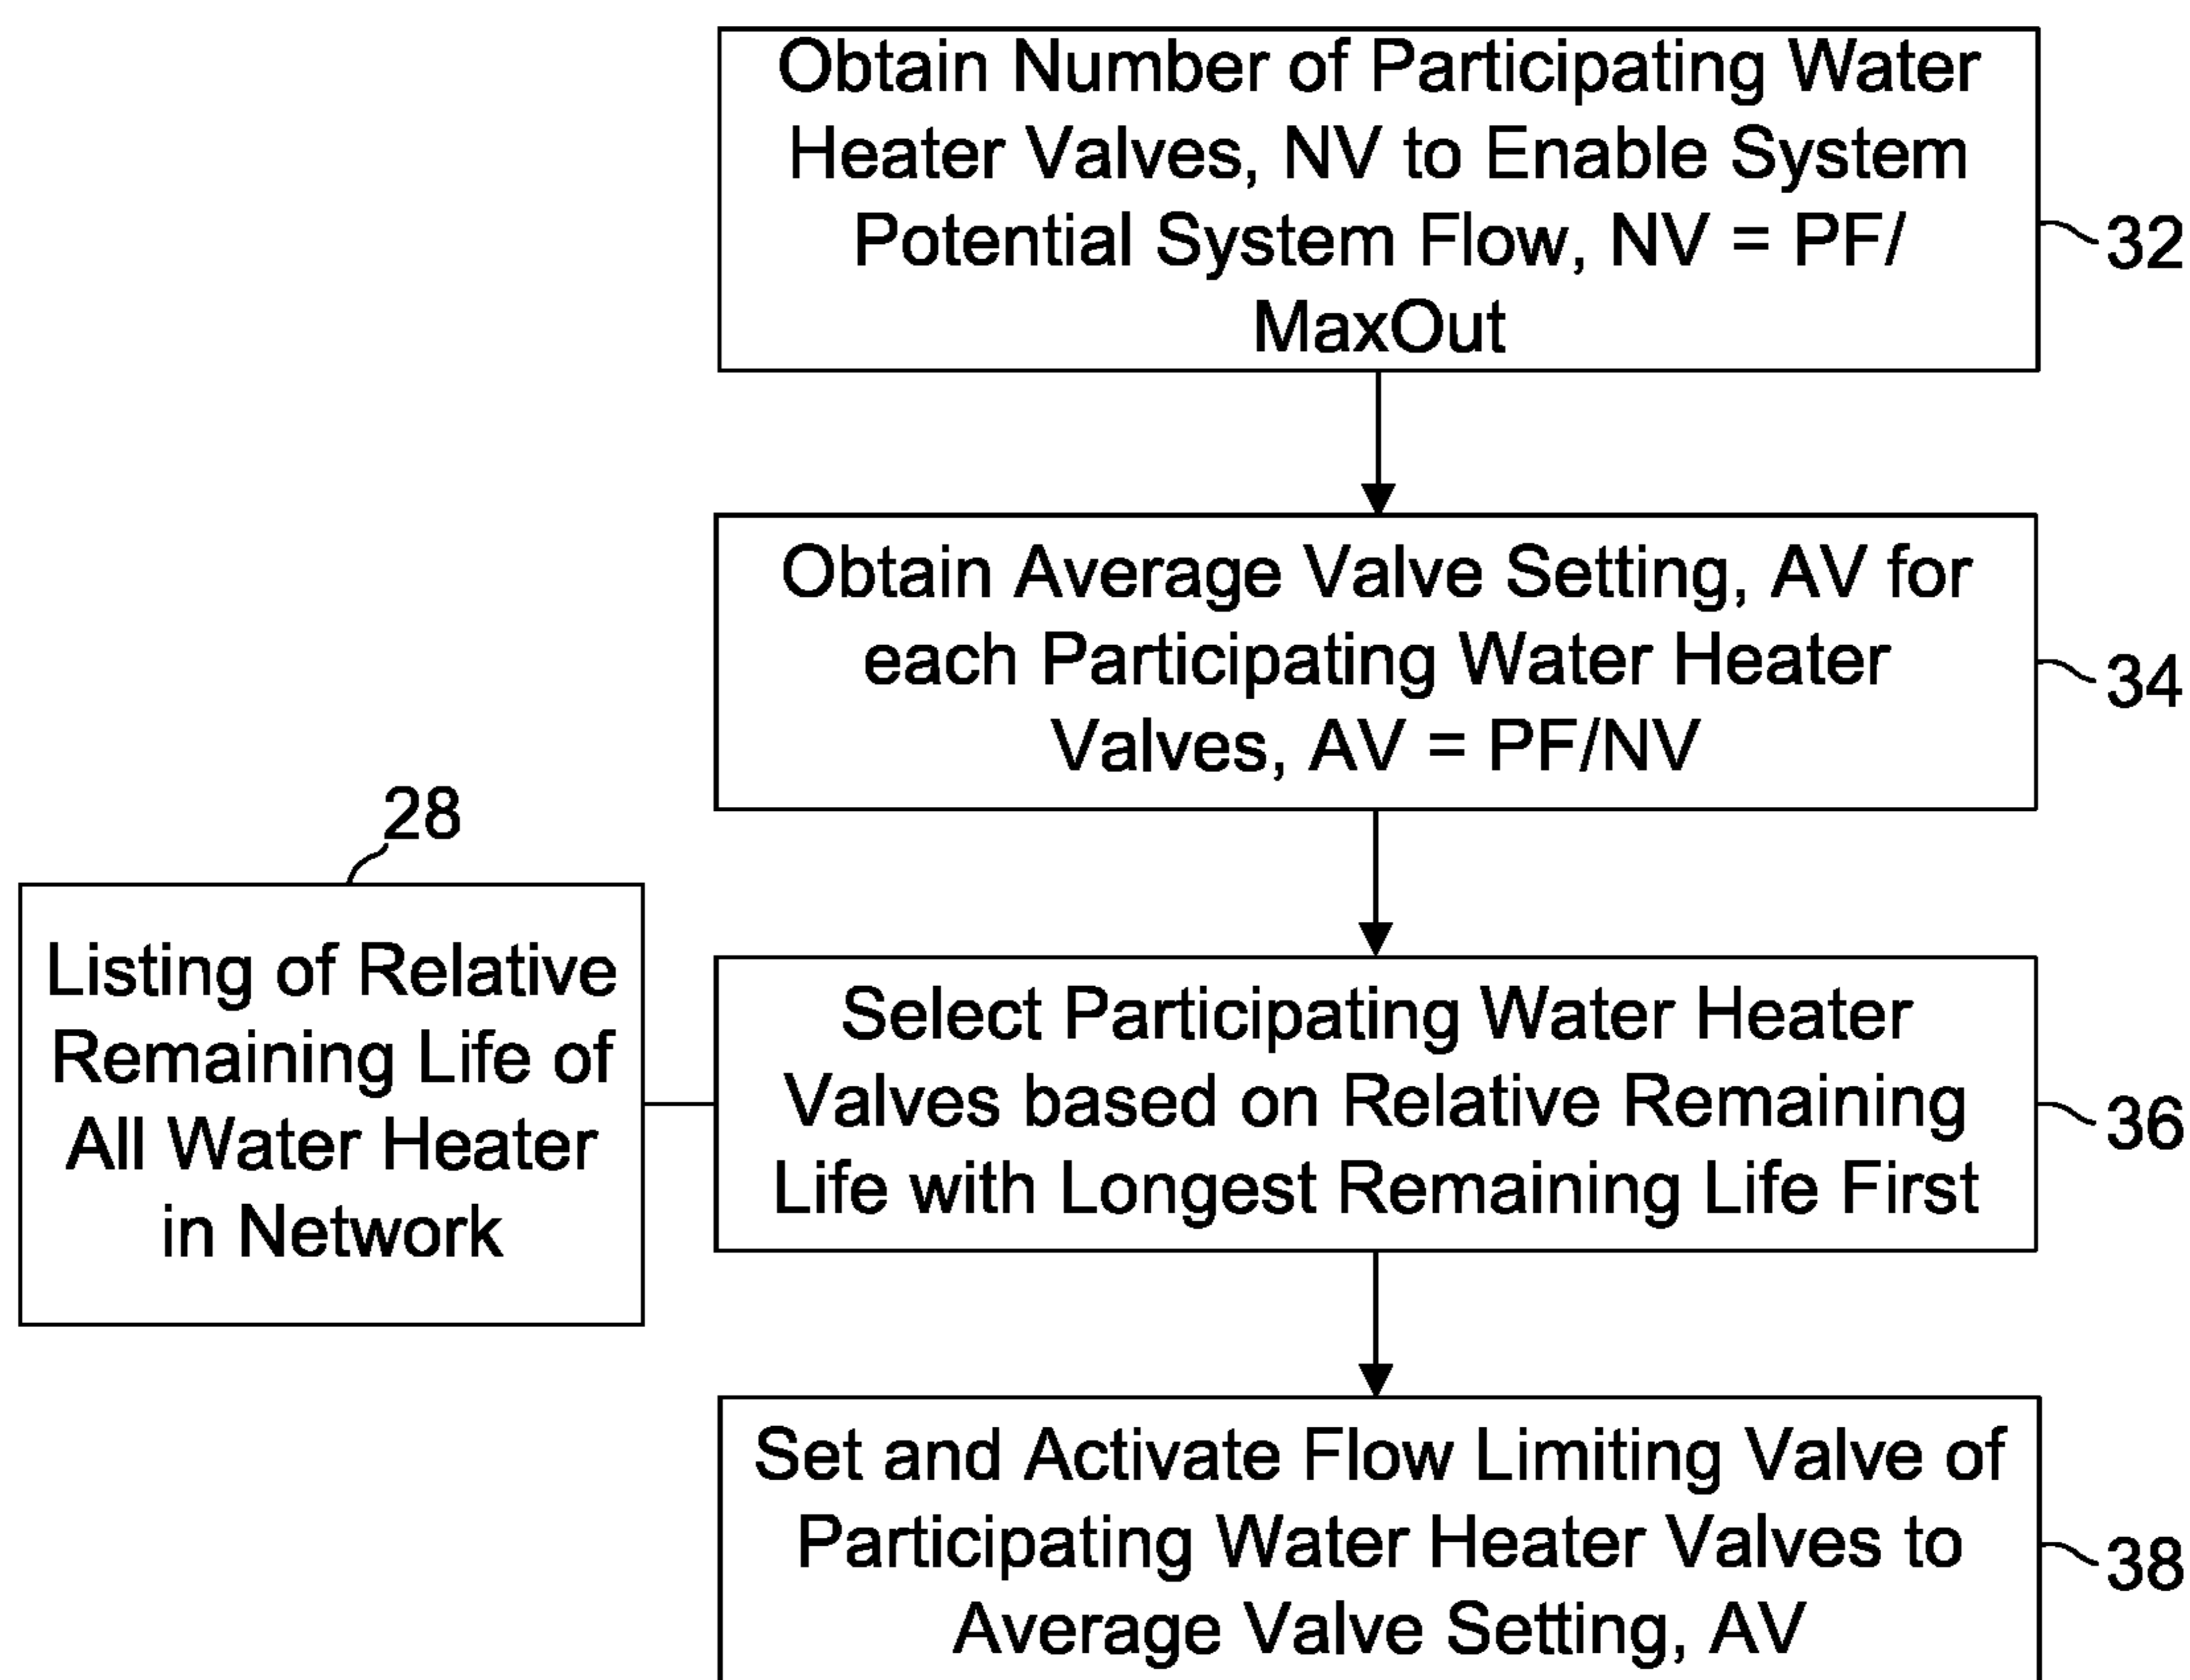 Obtain Number of Participating Water
Heater Valves, NV to Enable System
Potential System Flow, NV = PF/
MaxOut
32
Obtain Average Valve Setting, AV for
each Participating Water Heater
Valves, AV = PF/NV
34
28
Listing of Relative
Remaining Life of
All Water Heater
in Network
Select Participating Water Heater
Valves based on Relative Remaining
Life with Longest Remaining Life First
36
Set and Activate Flow Limiting Valve of
Participating Water Heater Valves to
Average Valve Setting, AV
38